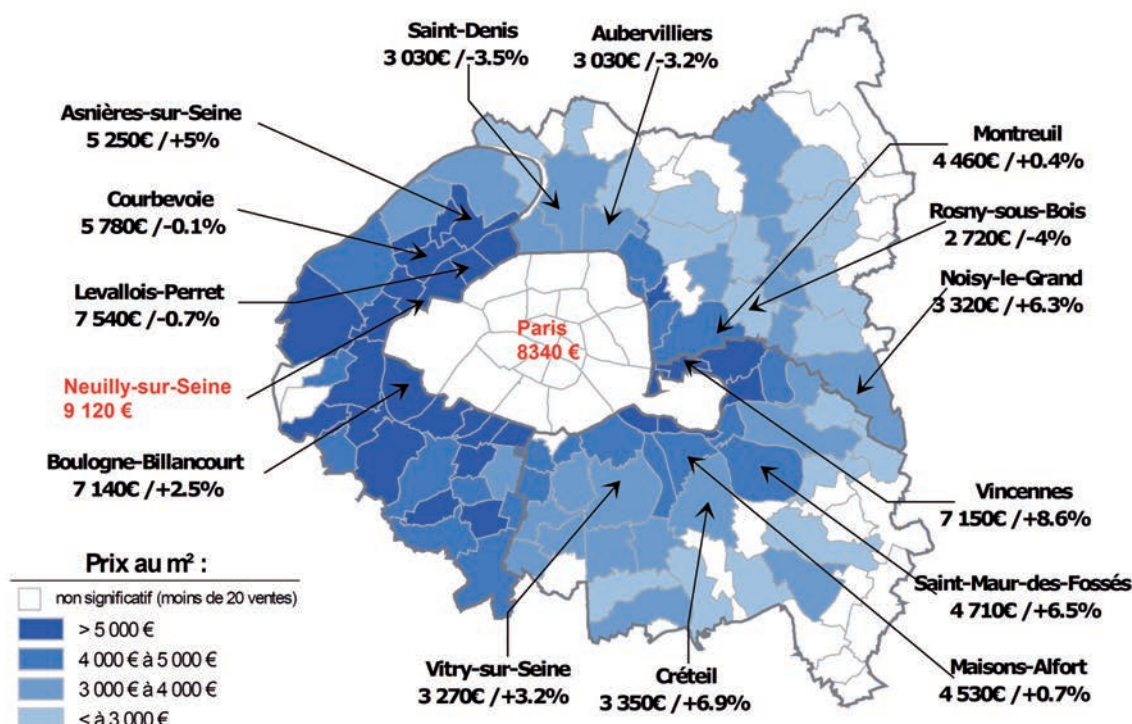 Saint-Denis
3 030€ /-3.5%
Aubervilliers
3 030€ /-3.2%
Asnières-sur-Seine
5 250€ /+5%
Montreuil
4 460€ /+0.4%
Courbevoie
5 780€ /-0.1%
Rosny-sous-Bois
2 720€ /-4%
Noisy-le-Grand
3 320€ /+6.3%
Levallois-Perret
7 540€ /-0.7%
Paris
8340 €
Neuilly-sur-Seine
9 120 €
Boulogne-Billancourt
7 140€ /+2.5%
Vincennes
7 150€ /+8.6%
Saint-Maur-des-Fossés
4 710€ /+6.5%
Maisons-Alfort
4 530€ /+0.7%
Vitry-sur-Seine
3 270€ /+3.2%
Créteil
3 350€ /+6.9%
Prix au m² :
non significatif (moins de 20 ventes)
> 5 000 €
4 000 € à 5 000 €
3 000 € à 4 000 €
< à 3 000 €